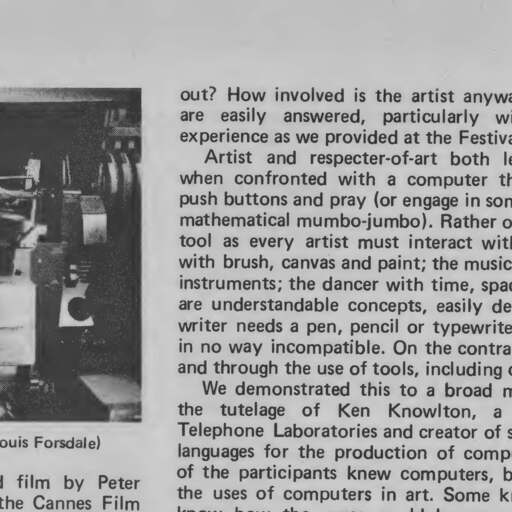 ouis Forsdale)
film by Peter
the Cannes Film
out? How involved is the artist anywa
are easily answered, particularly wi
experience as we provided at the Festiva
Artist and respecter-of-art both le
when confronted with a computer th
push buttons and pray (or engage in som
mathematical mumbo-jumbo). Rather o
tool as every artist must interact with
with brush, canvas and paint; the music
instruments; the dancer with time, spac
are understandable concepts, easily de
writer needs a pen, pencil or typewrite
in no way incompatible. On the contra
and through the use of tools, including
We demonstrated this to a broad m
the tutelage of Ken Knowlton, a
Telephone Laboratories and creator of s
languages for the production of comp
of the participants knew computers, b
the uses of computers in art. Some kn